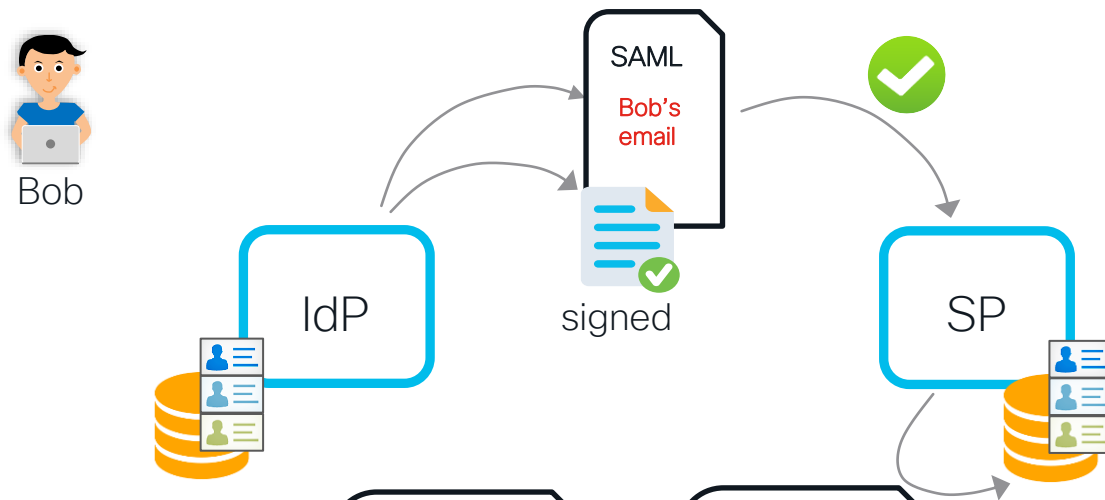 SAML
Bob's
email
Bob
IdP
signed
SP